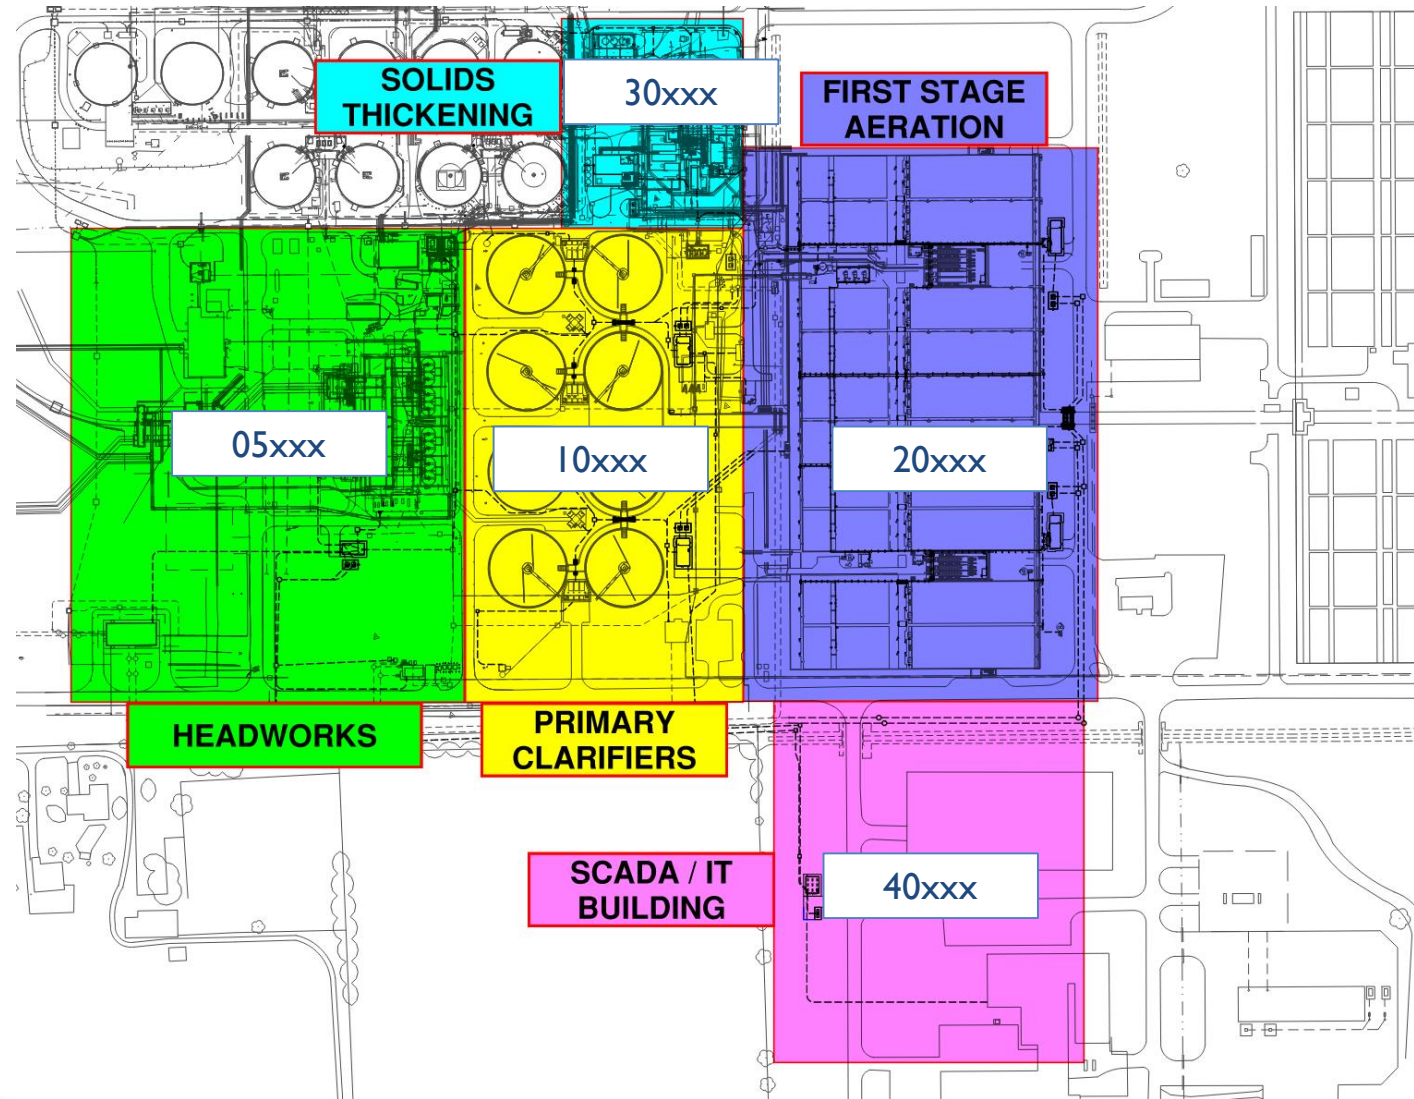 SOLIDS
THICKENING
30xxx
FIRST STAGE
AERATION
05xxx
10xxx
20xxx
HEADWORKS
PRIMARY
CLARIFIERS
SCADA / IT
BUILDING
40xxx